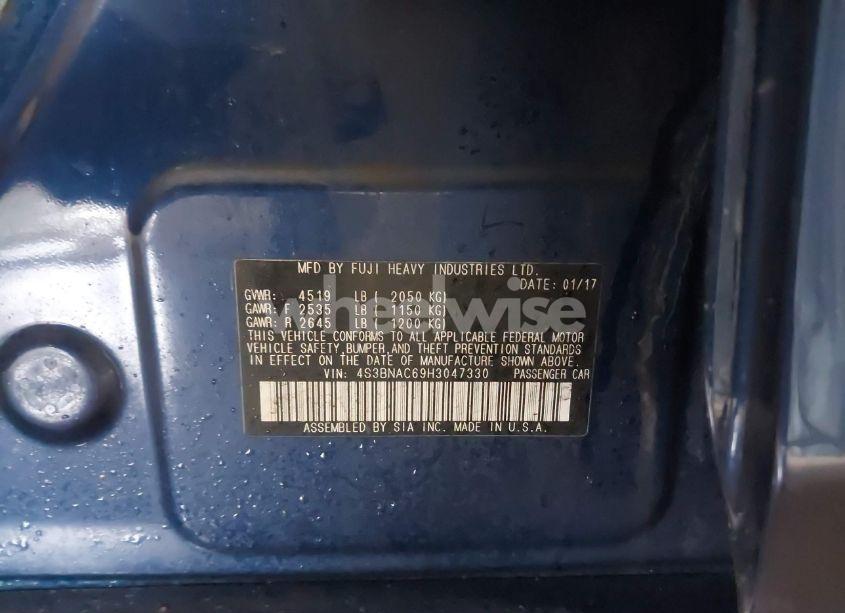 MFD BY FUJI HEAVY INDUSTRIES LTD.
DATE: 01/17
GVWR: 4519 LB ( 2050 KG)
GAWR: F 2535 LB ( 1150 KG)
GAWR: R 2645 LB ( 1200 KG)
wheelwise
THIS VEHICLE CONFORMS TO ALL APPLICABLE FEDERAL MOTOR
VEHICLE SAFETY, BUMPER, AND THEFT PREVENTION STANDARDS
IN EFFECT ON THE DATE OF MANUFACTURE SHOWN ABOVE.
VIN: 4S3BNAC69H3047330 PASSENGER CAR
ASSEMBLED BY SIA INC. MADE IN U.S.A.